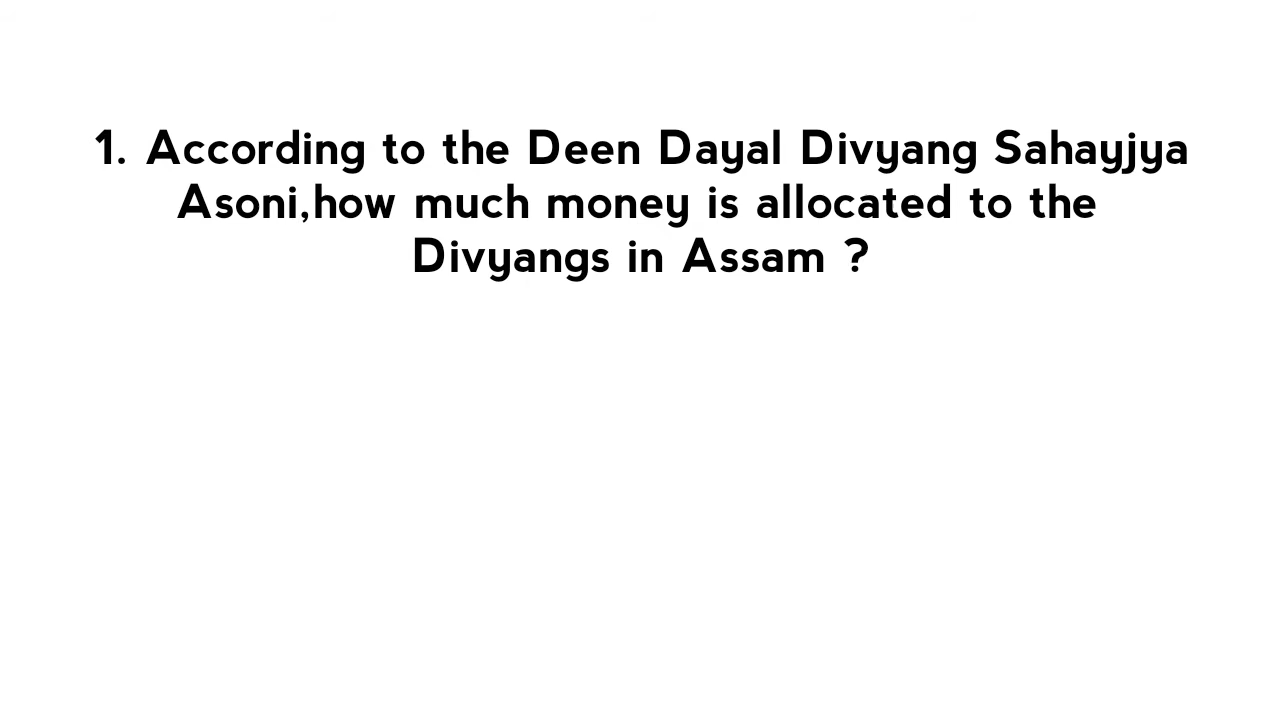 1. According to the Deen Dayal Divyang Sahayjya
Asoni,how much money is allocated to the
Divyangs in Assam ?